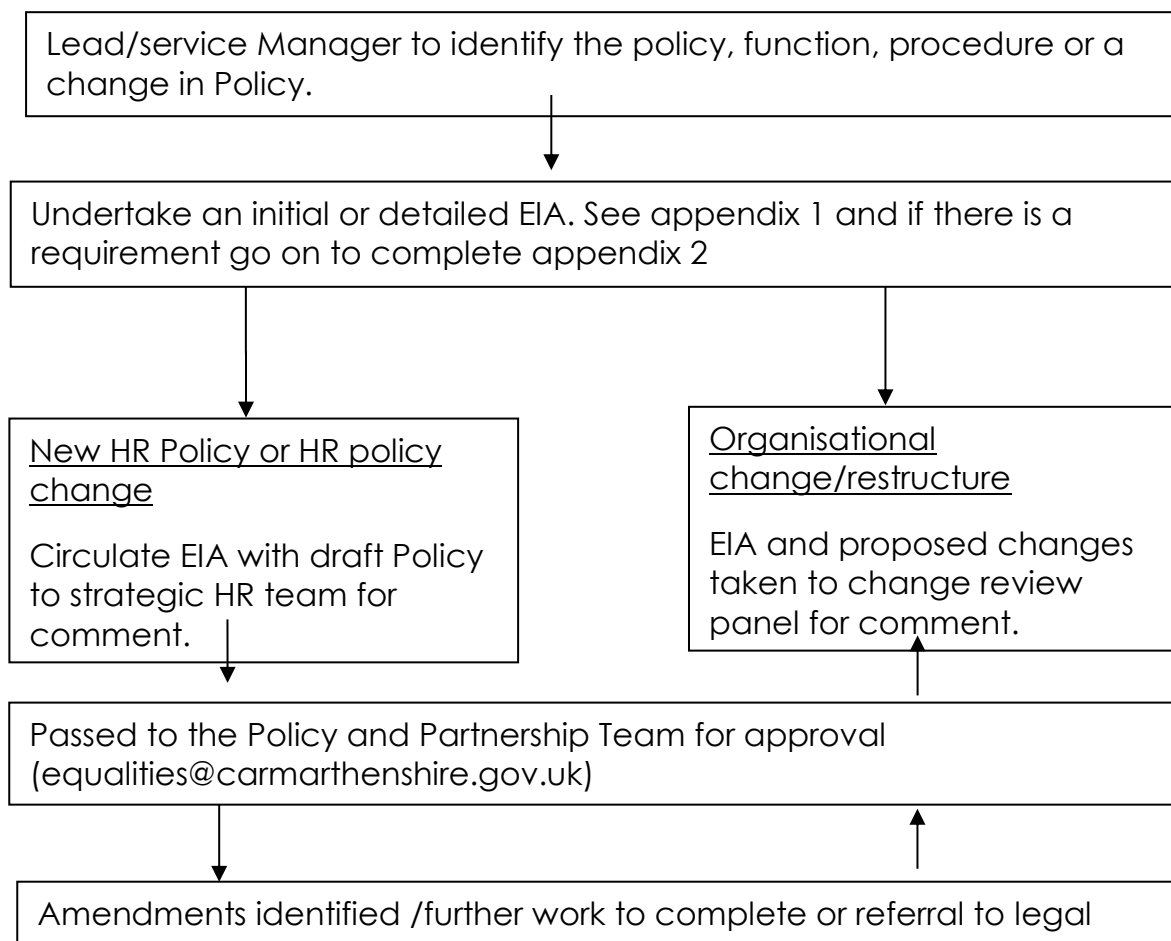 Lead/service Manager to identify the policy, function, procedure or a
change in Policy.
Undertake an initial or detailed EIA. See appendix 1 and if there is a
requirement go on to complete appendix 2
New HR Policy or HR policy
change
Circulate EIA with draft Policy
to strategic HR team for
comment.
Organisational
change/restructure
EIA and proposed changes
taken to change review
panel for comment.
Passed to the Policy and Partnership Team for approval
(equalities@carmarthenshire.gov.uk)
Amendments identified /further work to complete or referral to legal